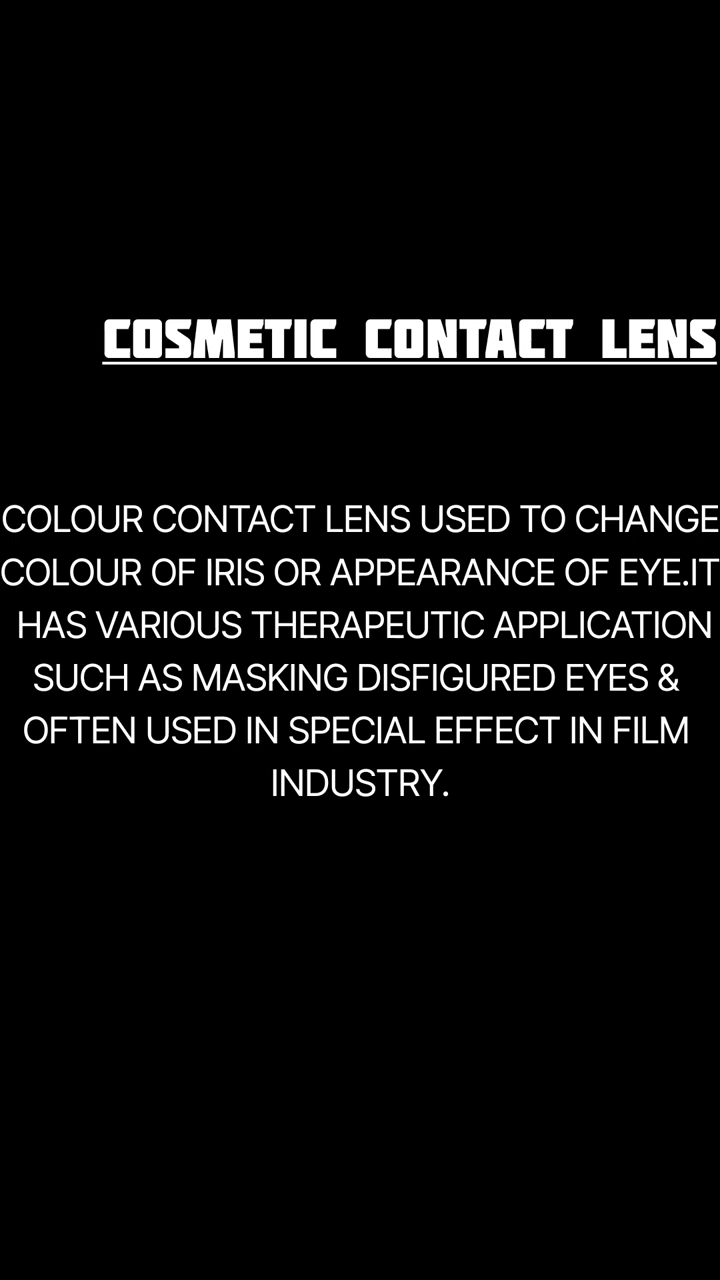 COSMETIC CONTACT LENS
COLOUR CONTACT LENS USED TO CHANGE
COLOUR OF IRIS OR APPEARANCE OF EYE.IT
HAS VARIOUS THERAPEUTIC APPLICATION
SUCH AS MASKING DISFIGURED EYES &
OFTEN USED IN SPECIAL EFFECT IN FILM
INDUSTRY.